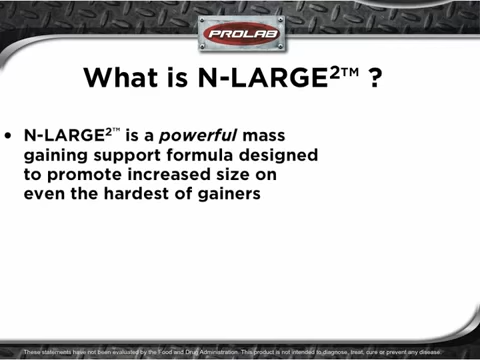 PROLAB
What is N-LARGE²™ ?
• N-LARGE²™ is a powerful mass
gaining support formula designed
to promote increased size on
even the hardest of gainers
These statements have not been evaluated by the Food and Drug Administration. This product is not intended to diagnose, treat, cure or prevent any disease.